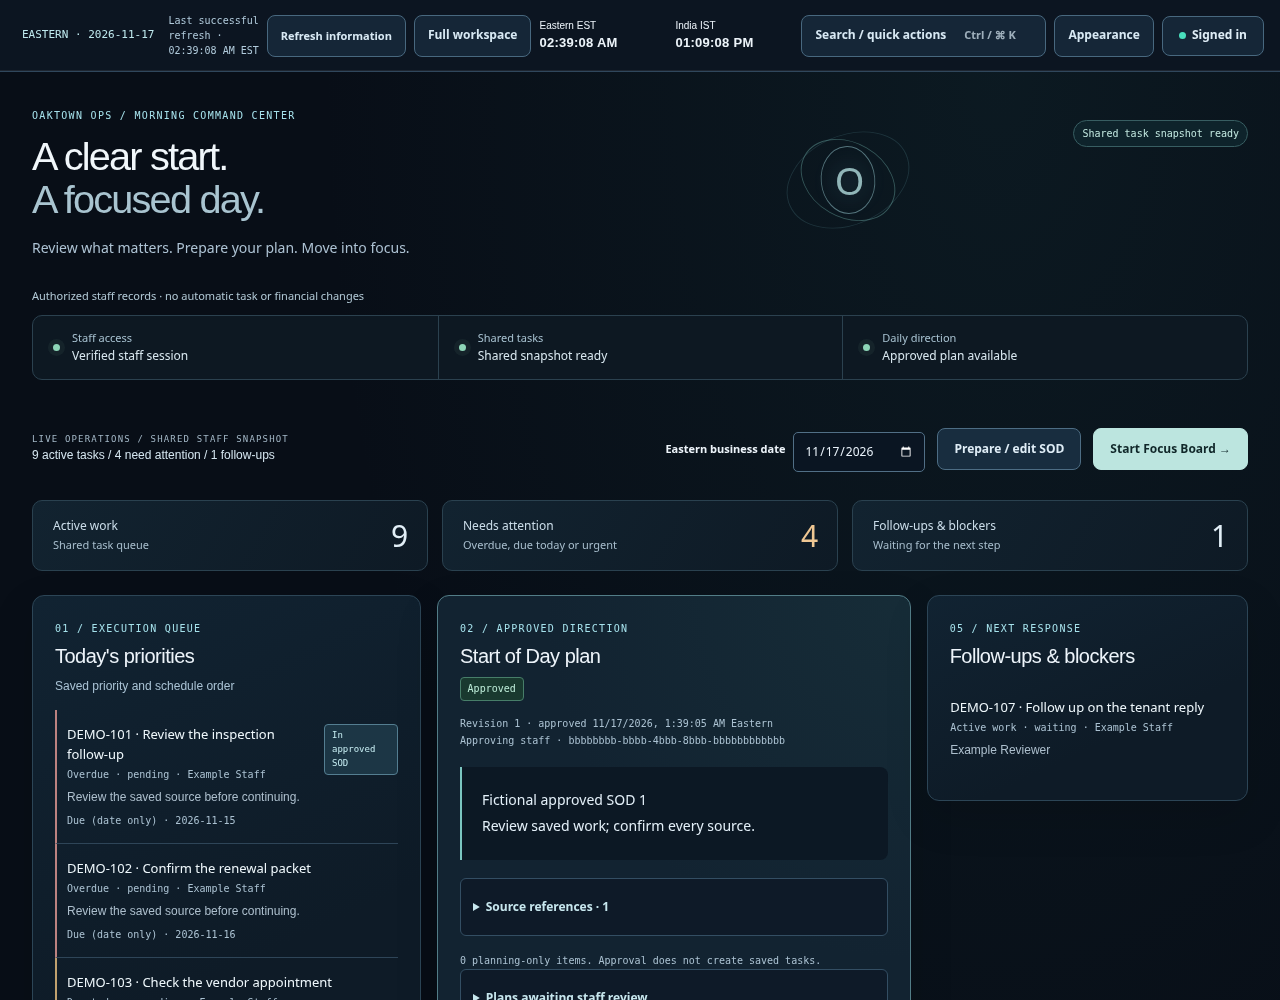 EASTERN · 2026-11-17
Last successful
refresh ·
02:39:08 AM EST
Refresh information
Full workspace
Eastern EST
02:39:08 AM
India IST
01:09:08 PM
Search / quick actions Ctrl / ⌘ K
Appearance
Signed in
OAKTOWN OPS / MORNING COMMAND CENTER
A clear start.
A focused day.
Review what matters. Prepare your plan. Move into focus.
O
Shared task snapshot ready
Authorized staff records · no automatic task or financial changes
Staff access
Verified staff session
Shared tasks
Shared snapshot ready
Daily direction
Approved plan available
LIVE OPERATIONS / SHARED STAFF SNAPSHOT
9 active tasks / 4 need attention / 1 follow-ups
Eastern business date
11/17/2026
Prepare / edit SOD
Start Focus Board →
Active work
Shared task queue
9
Needs attention
Overdue, due today or urgent
4
Follow-ups & blockers
Waiting for the next step
1
01 / EXECUTION QUEUE
Today's priorities
Saved priority and schedule order
DEMO-101 · Review the inspection
follow-up
In
approved
SOD
Overdue · pending · Example Staff
Review the saved source before continuing.
Due (date only) · 2026-11-15
DEMO-102 · Confirm the renewal packet
Overdue · pending · Example Staff
Review the saved source before continuing.
Due (date only) · 2026-11-16
DEMO-103 · Check the vendor appointment
02 / APPROVED DIRECTION
Start of Day plan
Approved
Revision 1 · approved 11/17/2026, 1:39:05 AM Eastern
Approving staff · bbbbbbbb-bbbb-4bbb-8bbb-bbbbbbbbbbbb
Fictional approved SOD 1
Review saved work; confirm every source.
Source references · 1
0 planning-only items. Approval does not create saved tasks.
Plans awaiting staff review
05 / NEXT RESPONSE
Follow-ups & blockers
DEMO-107 · Follow up on the tenant reply
Active work · waiting · Example Staff
Example Reviewer